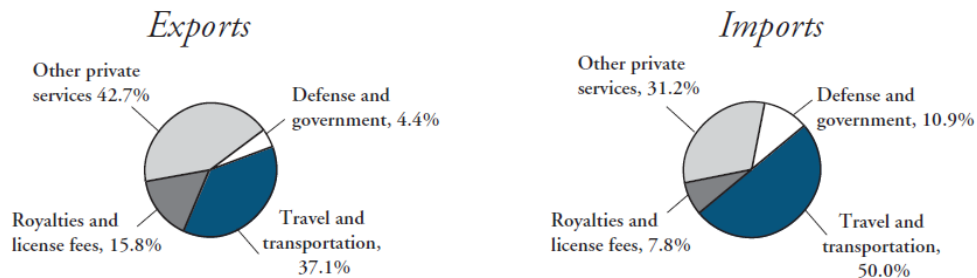 Exports
Other private
services 42.7%
Defense and
government, 4.4%
Royalties and
license fees, 15.8%
Travel and
transportation,
37.1%
Imports
Other private
services, 31.2%
Defense and
government, 10.9%
Royalties and
license fees, 7.8%
Travel and
transportation,
50.0%